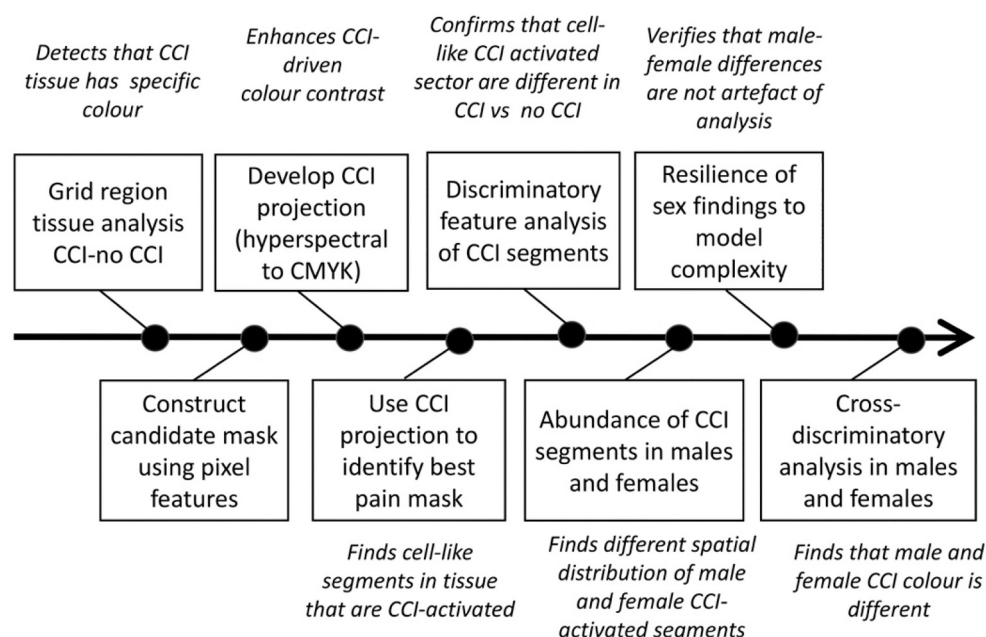 Detects that CCI
tissue has specific
colour
Enhances CCI-
driven
colour contrast
Confirms that cell-
like CCI activated
sector are different in
CCI vs no CCI
Verifies that male-
female differences
are not artefact of
analysis
Grid region
tissue analysis
CCI-no CCI
Develop CCI
projection
(hyperspectral
to CMYK)
Discriminatory
feature analysis
of CCI segments
Resilience of
sex findings to
model
complexity
Construct
candidate mask
using pixel
features
Use CCI
projection to
identify best
pain mask
Abundance of CCI
segments in males
and females
Cross-
discriminatory
analysis in males
and females
Finds cell-like
segments in tissue
that are CCI-activated
Finds different spatial
distribution of male
and female CCI-
activated segments
Finds that male and
female CCI colour is
different